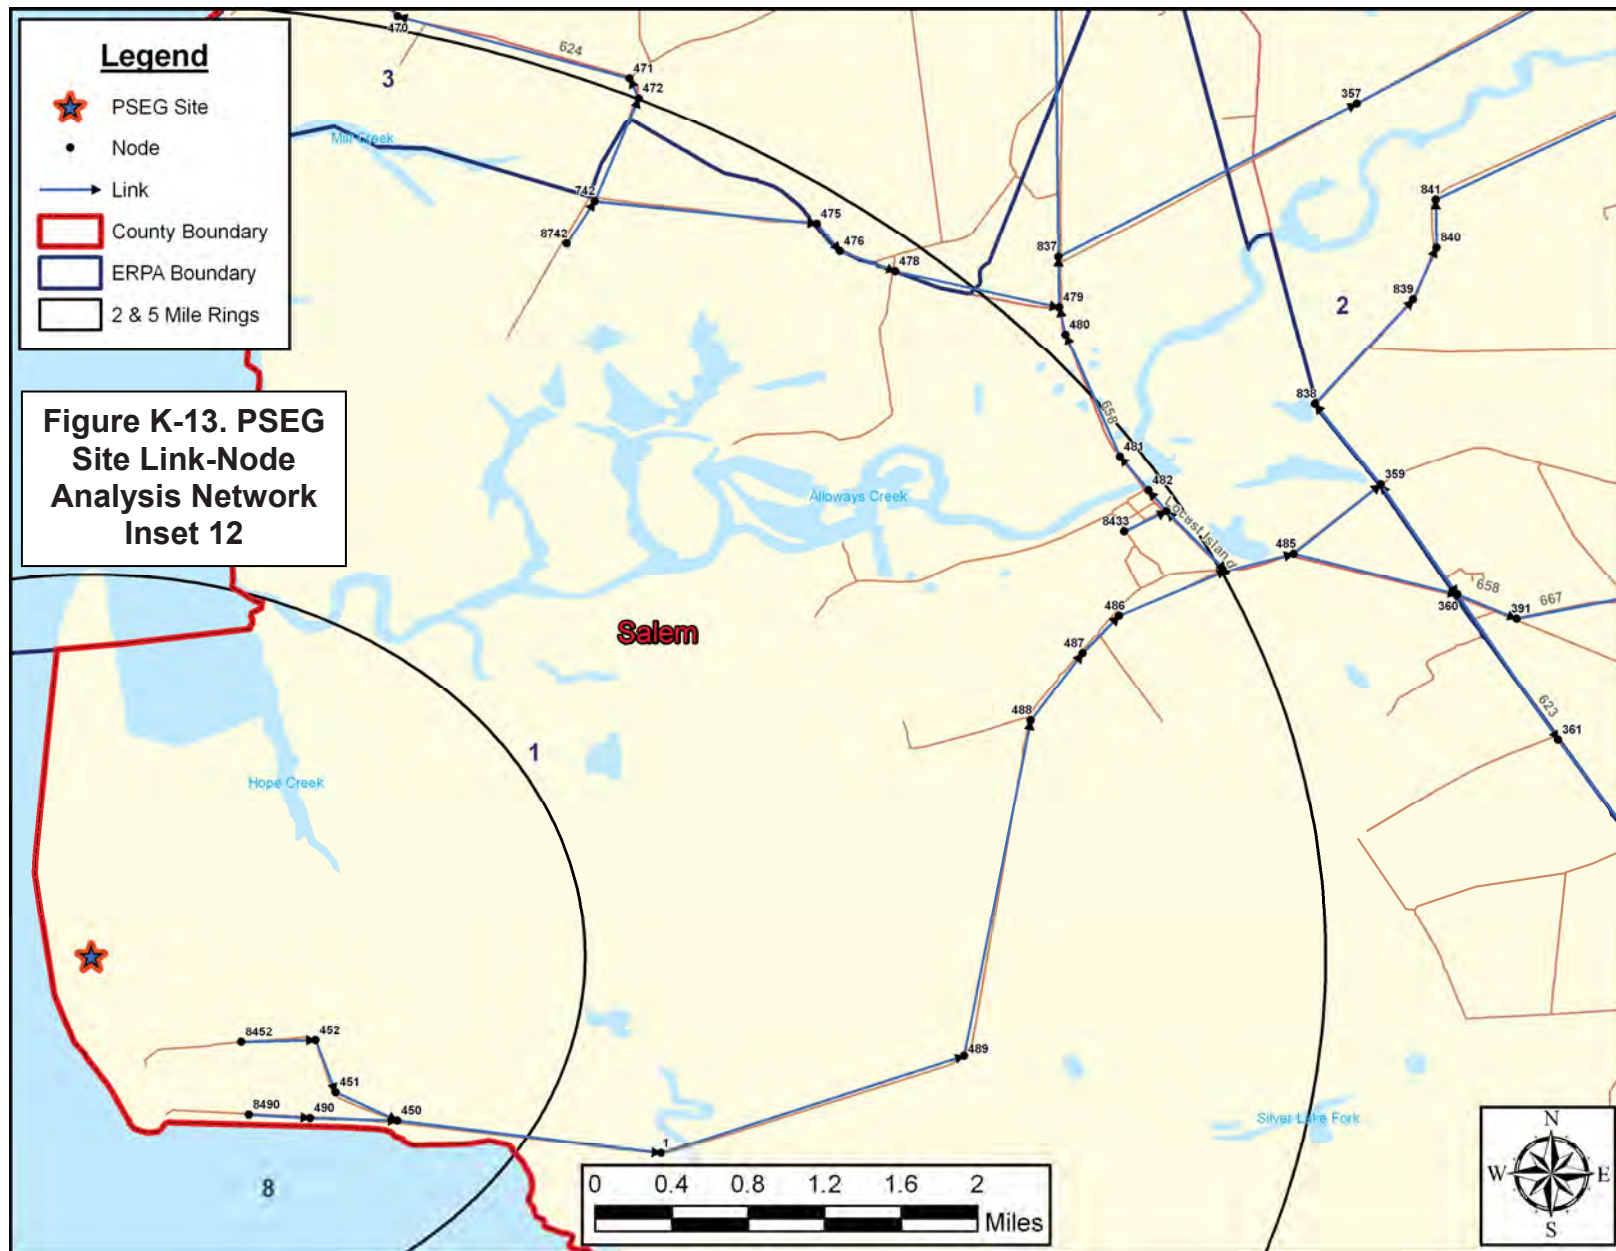 Legend
PSEG Site
Node
Link
County Boundary
ERPA Boundary
2 & 5 Mile Rings
Figure K-13. PSEG
Site Link-Node
Analysis Network
Inset 12
470
624
471
472
3
357
Mill Creek
742
8742
475
476
478
837
479
480
841
840
839
2
838
658
481
482
359
Alloways Creek
8433
Locust Island
485
658
667
360
391
486
487
Salem
488
623
361
1
Hope Creek
8452
452
451
489
8490
490
450
1
Silver Lake Fork
8
0 0.4 0.8 1.2 1.6 2
Miles
N
W E
S